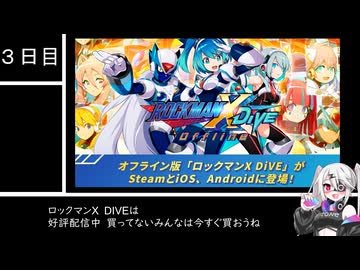 3日目
ROCKMAN X DiVE
Offline
オフライン版「ロックマンX DiVE」が
SteamとiOS、Androidに登場!
ロックマンX DIVEは
好評配信中 買ってないみんなは今すぐ買おうね